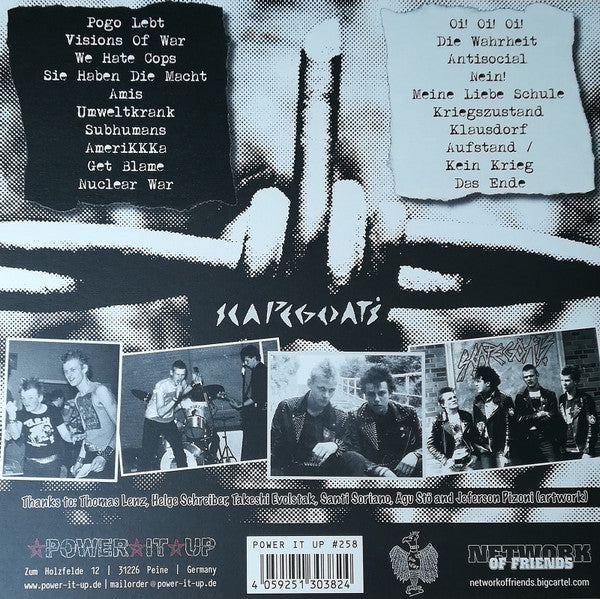 Pogo Lebt
Visions Of War
We Hate Cops
Sie Haben Die Macht
Amis
Umweltkrank
Subhumans
AmeriKKKa
Get Blame
Nuclear War
Oi! Oi! Oi!
Die Wahrheit
Antisocial
Nein!
Meine Liebe Schule
Kriegszustand
Klausdorf
Aufstand /
Kein Krieg
Das Ende
SCAPEGOATS
SCAPEGOATS
Thanks to: Thomas Lenz, Helge Schreiber, Takeshi Evolstak, Santi Soriano, Agu Stö and Jeferson Pizoni (artwork)
POWER IT UP
Zum Holzfelde 12 | 31226 Peine | Germany
www.power-it-up.de | mailorder@power-it-up.de
POWER IT UP #258
4 059251 303824
NETWORK
OF FRIENDS
networkoffriends.bigcartel.com